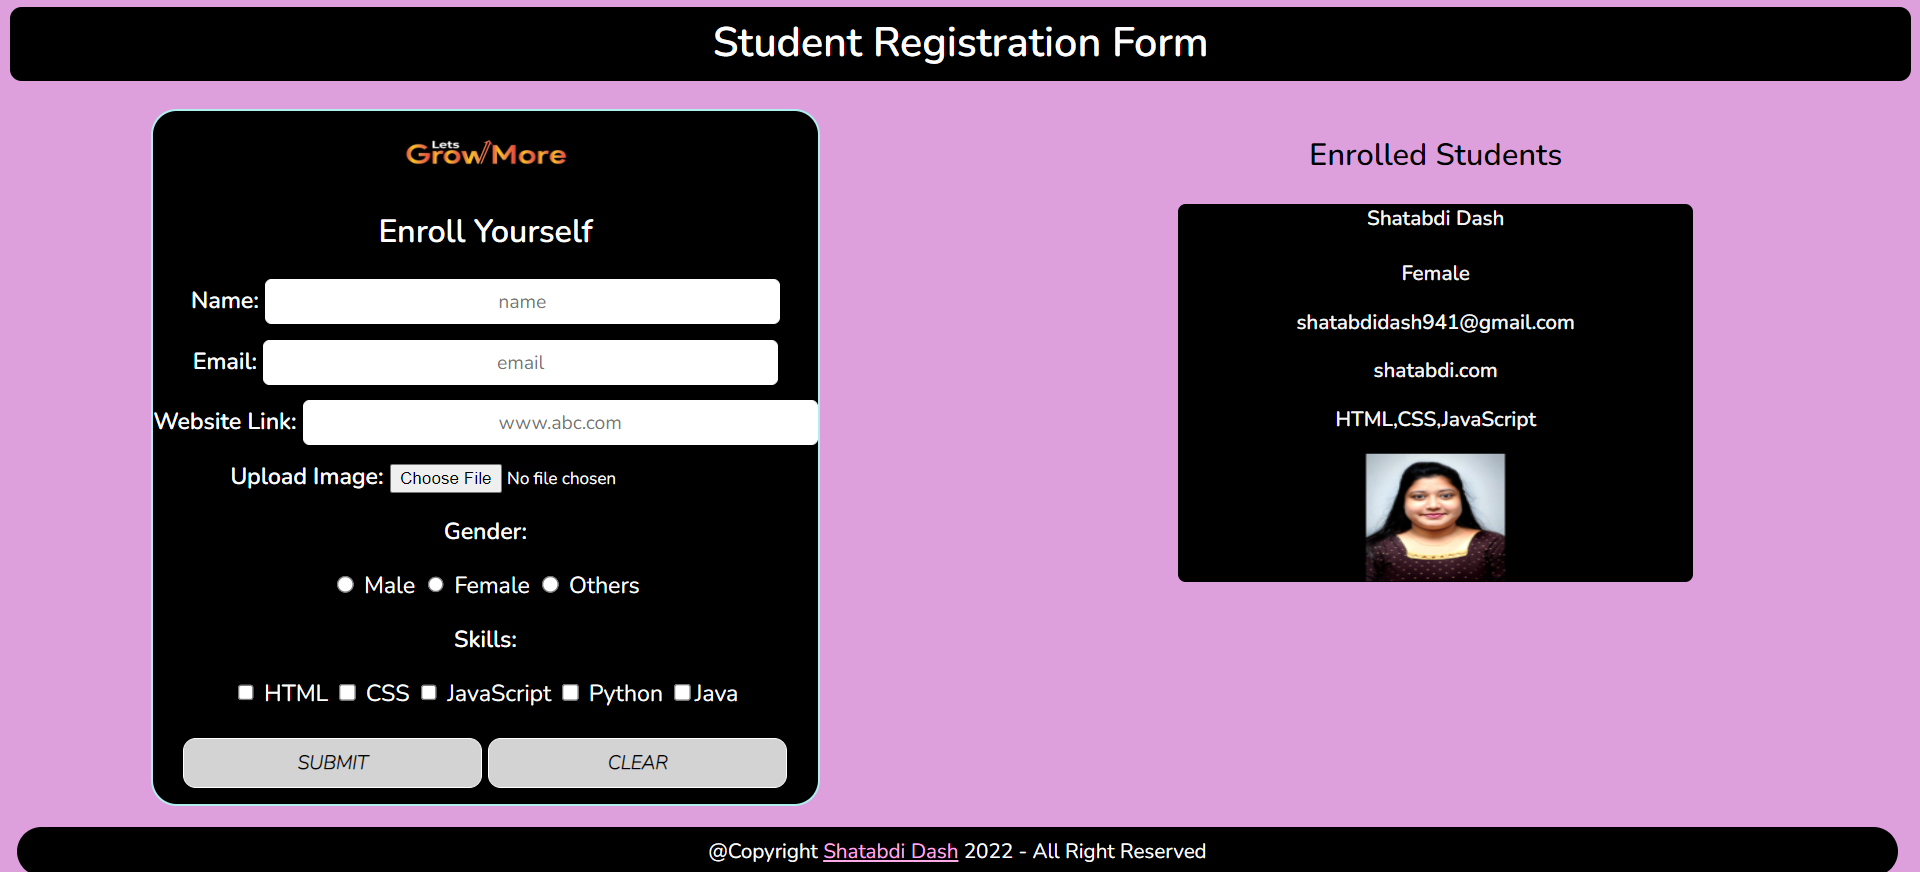 Student Registration Form
Lets
GrowMore
Enroll Yourself
Name: name
Email: email
Website Link: www.abc.com
Upload Image: Choose File No file chosen
Gender:
Male Female Others
Skills:
HTML CSS JavaScript Python Java
SUBMIT CLEAR
Enrolled Students
Shatabdi Dash
Female
shatabdidash941@gmail.com
shatabdi.com
HTML,CSS,JavaScript
@Copyright Shatabdi Dash 2022 - All Right Reserved